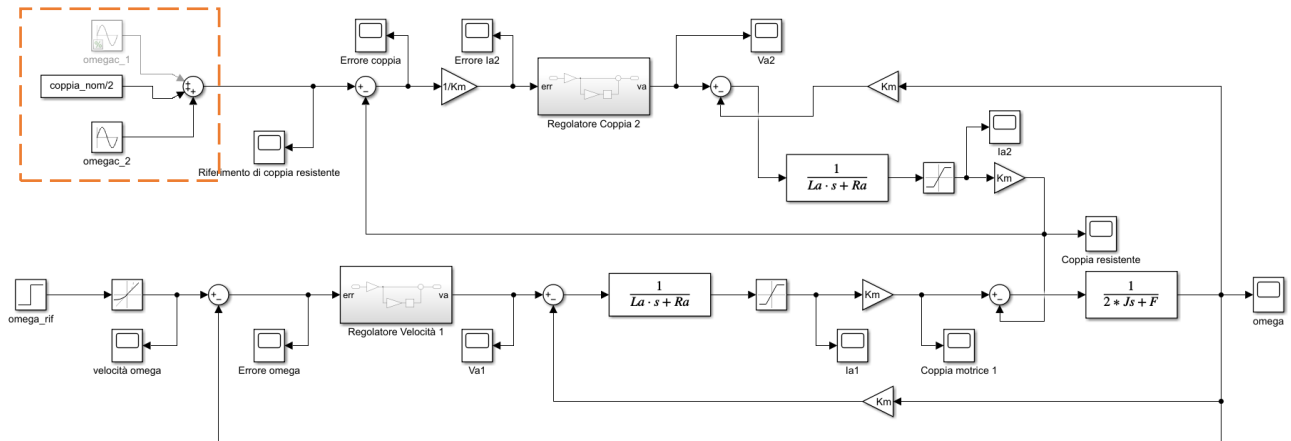 omegac_1
coppia_nom/2
omegac_2
Riferimento di coppia resistente
Errore coppia
1/Km
Errore Ia2
err
va
Regolatore Coppia 2
Va2
Km
1
La · s + Ra
Ia2
Km
Coppia resistente
omega_rif
velocità omega
Errore omega
err
va
Regolatore Velocità 1
Va1
1
La · s + Ra
Ia1
Km
Coppia motrice 1
1
2 * Js + F
omega
Km